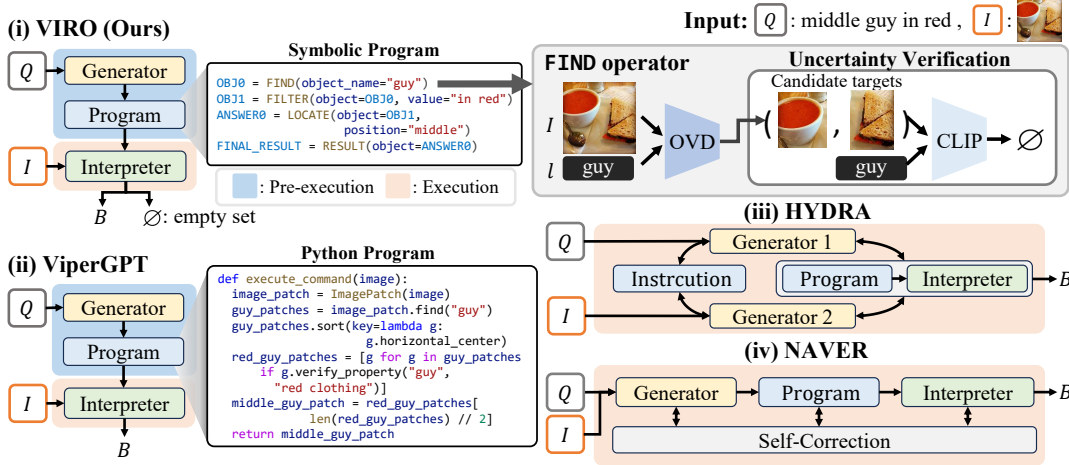 Input: Q : middle guy in red , I :
(i) VIRO (Ours)
Q
Generator
Program
I
Interpreter
B
∅: empty set
Symbolic Program
OBJ0 = FIND(object_name="guy")
OBJ1 = FILTER(object=OBJ0, value="in red")
ANSWER0 = LOCATE(object=OBJ1,
position="middle")
FINAL_RESULT = RESULT(object=ANSWER0)
: Pre-execution
: Execution
FIND operator
I
l
guy
OVD
Uncertainty Verification
Candidate targets
( , )
guy
CLIP
∅
(ii) ViperGPT
Q
Generator
Program
I
Interpreter
B
Python Program
def execute_command(image):
image_patch = ImagePatch(image)
guy_patches = image_patch.find("guy")
guy_patches.sort(key=lambda g:
g.horizontal_center)
red_guy_patches = [g for g in guy_patches
if g.verify_property("guy",
"red clothing")]
middle_guy_patch = red_guy_patches[
len(red_guy_patches) // 2]
return middle_guy_patch
(iii) HYDRA
Q
Generator 1
Instrcution
Program
Interpreter
B
I
Generator 2
(iv) NAVER
Q
Generator
Program
Interpreter
B
I
Self-Correction